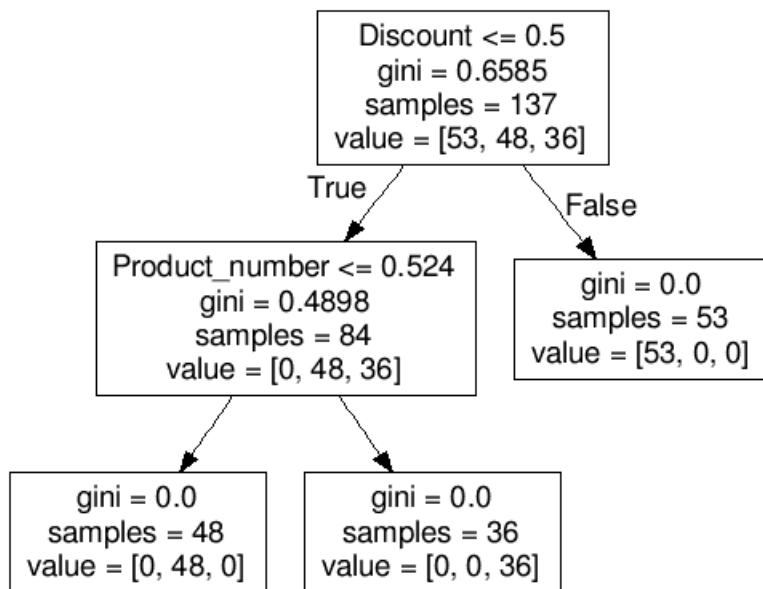 Discount <= 0.5
gini = 0.6585
samples = 137
value = [53, 48, 36]
True
False
Product_number <= 0.524
gini = 0.4898
samples = 84
value = [0, 48, 36]
gini = 0.0
samples = 53
value = [53, 0, 0]
gini = 0.0
samples = 48
value = [0, 48, 0]
gini = 0.0
samples = 36
value = [0, 0, 36]